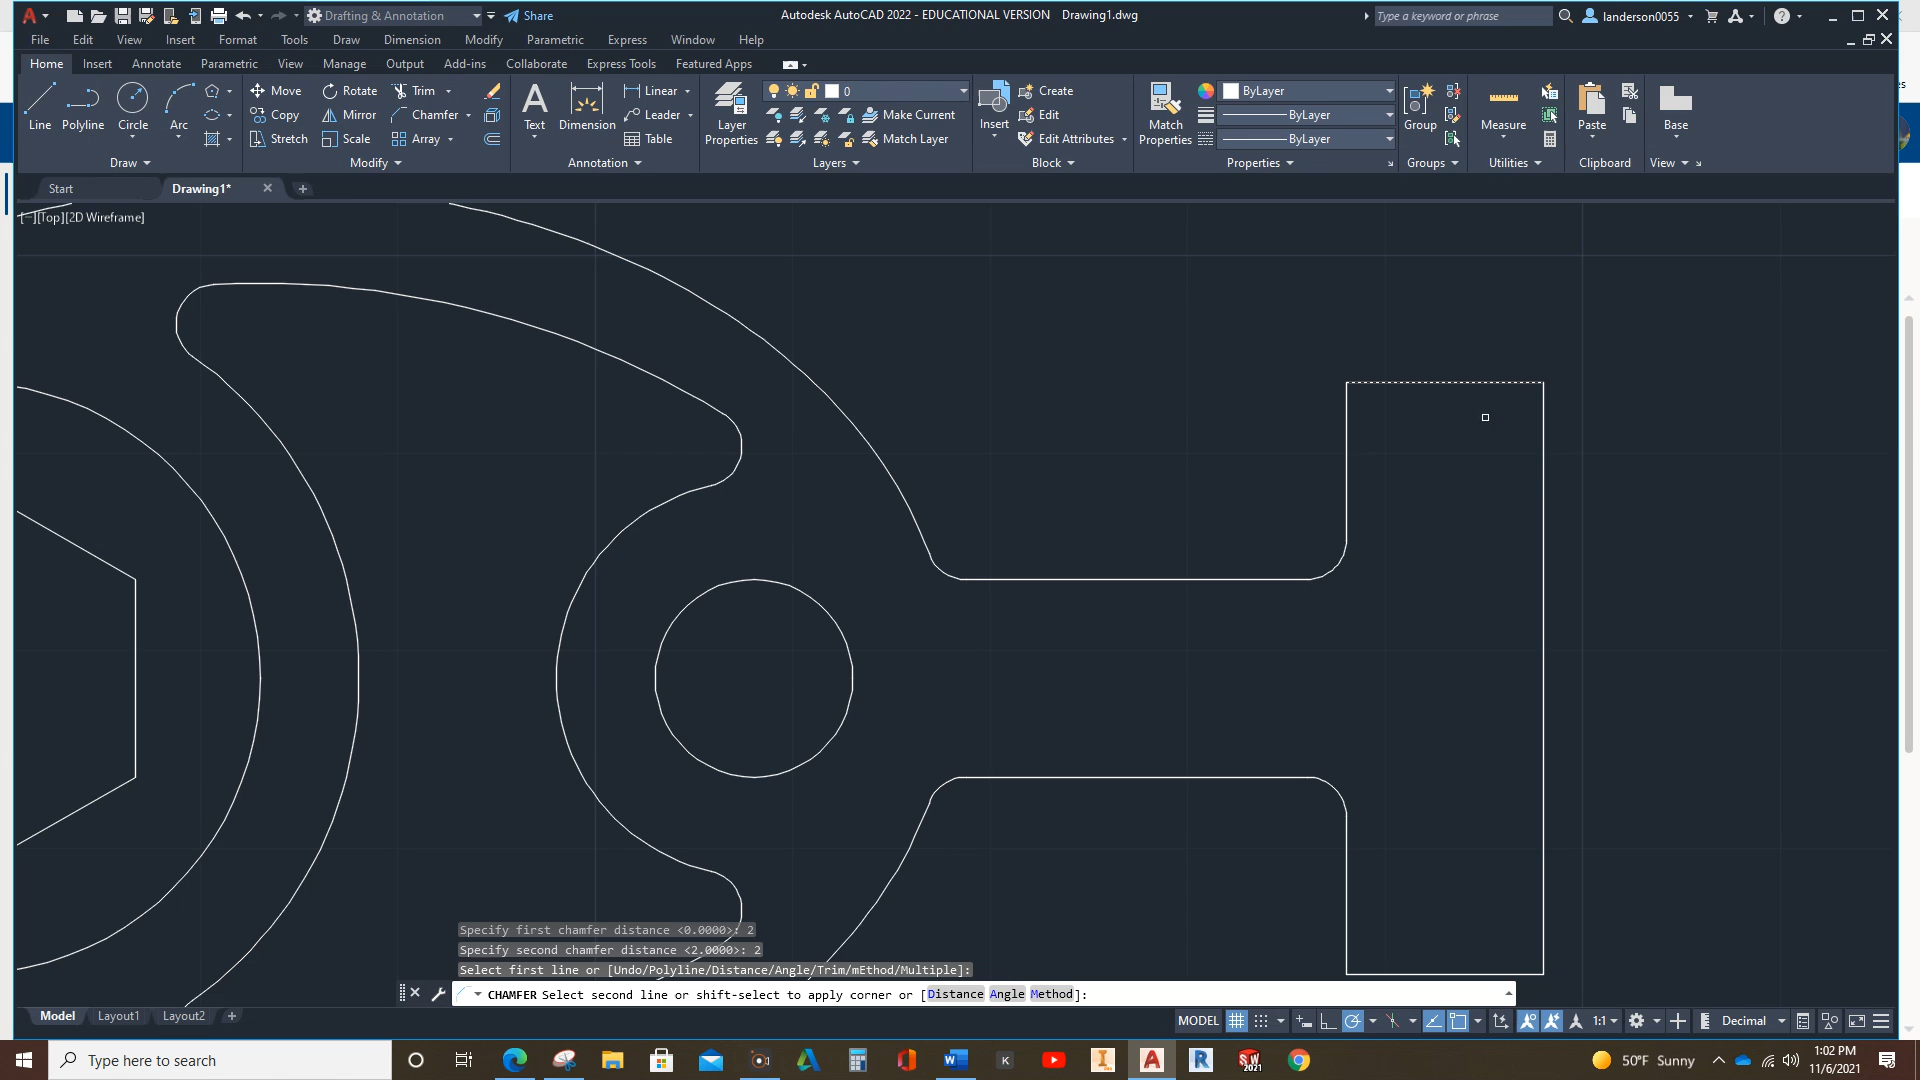 Drafting & Annotation
Share
Autodesk AutoCAD 2022 - EDUCATIONAL VERSION Drawing1.dwg
Type a keyword or phrase
landerson0055
File Edit View Insert Format Tools Draw Dimension Modify Parametric Express Window Help
Home Insert Annotate Parametric View Manage Output Add-ins Collaborate Express Tools Featured Apps
Line Polyline Circle Arc
Draw
Move Rotate Trim
Copy Mirror Chamfer
Stretch Scale Array
Modify
Text Dimension
Linear
Leader
Table
Annotation
Layer Properties
0
Make Current
Match Layer
Layers
Insert
Create
Edit
Edit Attributes
Block
Match Properties
ByLayer
ByLayer
ByLayer
Properties
Group
Groups
Measure
Utilities
Paste
Clipboard
Base
View
Start Drawing1*
[−][Top][2D Wireframe]
Specify first chamfer distance <0.0000>: 2
Specify second chamfer distance <2.0000>: 2
Select first line or [Undo/Polyline/Distance/Angle/Trim/mEthod/Multiple]:
CHAMFER Select second line or shift-select to apply corner or [Distance Angle Method]:
Model Layout1 Layout2
MODEL 1:1 Decimal
Type here to search
50°F Sunny
1:02 PM
11/6/2021